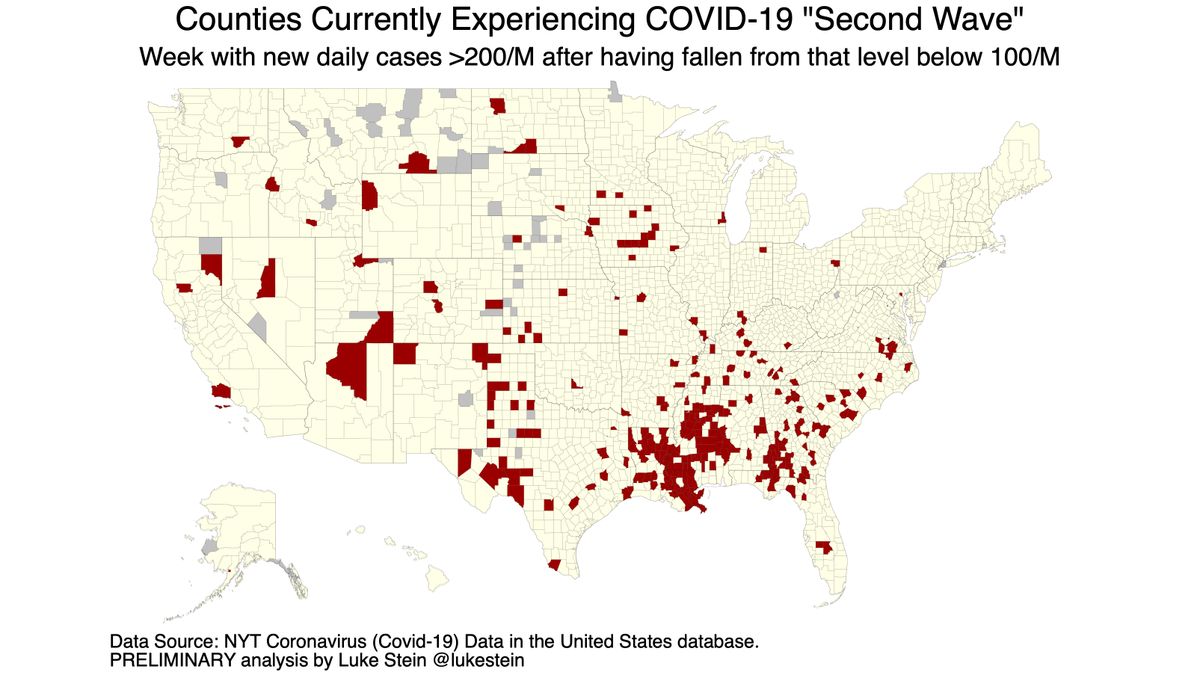 Counties Currently Experiencing COVID-19 "Second Wave"
Week with new daily cases >200/M after having fallen from that level below 100/M
Data Source: NYT Coronavirus (Covid-19) Data in the United States database.
PRELIMINARY analysis by Luke Stein @lukestein